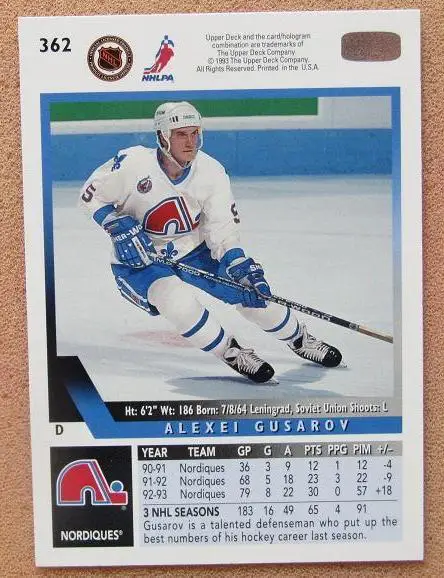 362
NHL
NHLPA
Upper Deck and the card/hologram
combination are trademarks of
The Upper Deck Company.
© 1993 The Upper Deck Company.
All Rights Reserved. Printed in the U.S.A.
5
5
SHER-WOOD
Ht: 6'2" Wt: 186 Born: 7/8/64 Leningrad, Soviet Union Shoots: L
D
ALEXEI GUSAROV
YEAR TEAM GP G A PTS PPG PIM +/-
90-91 Nordiques 36 3 9 12 1 12 -4
91-92 Nordiques 68 5 18 23 3 22 -9
92-93 Nordiques 79 8 22 30 0 57 +18
3 NHL SEASONS 183 16 49 65 4 91
Gusarov is a talented defenseman who put up the
best numbers of his hockey career last season.
NORDIQUES®